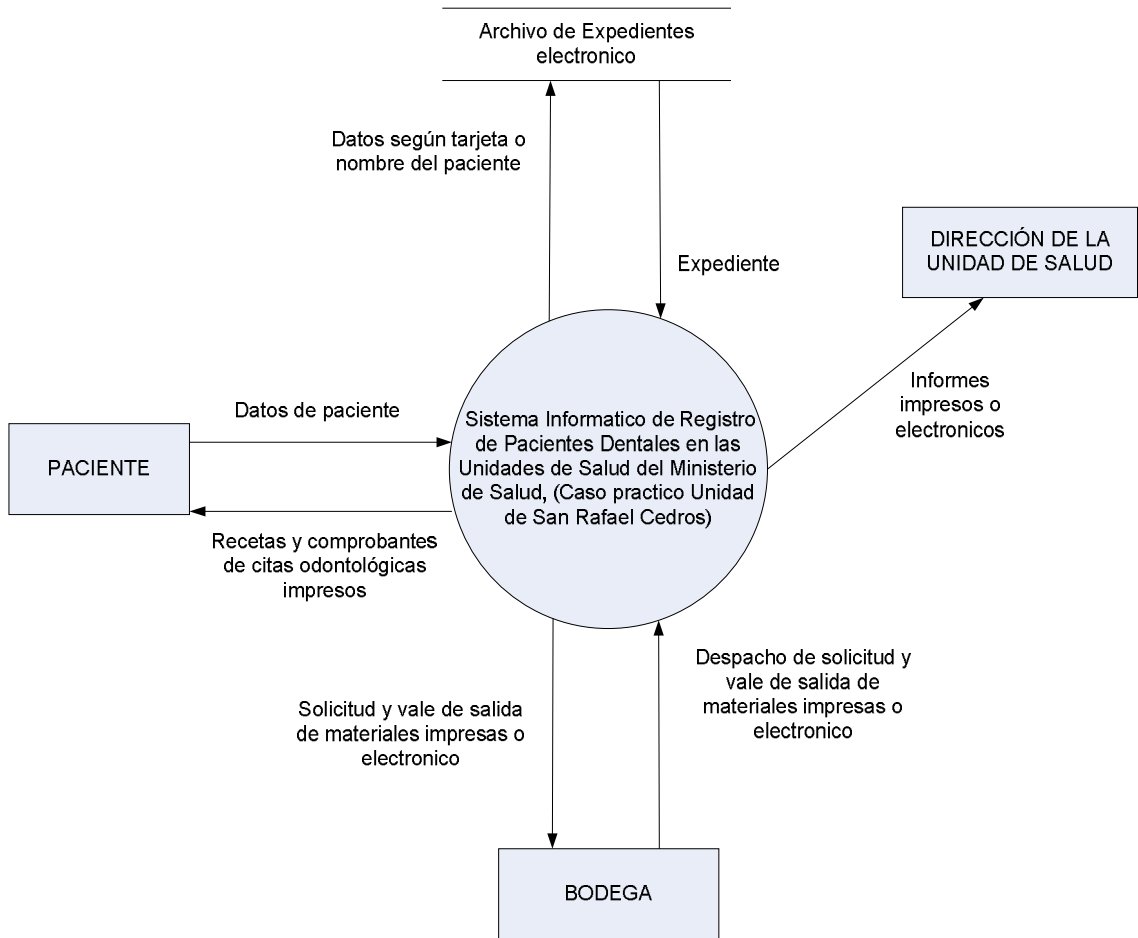 Archivo de Expedientes
electronico
Datos según tarjeta o
nombre del paciente
Expediente
DIRECCIÓN DE LA
UNIDAD DE SALUD
Informes
impresos o
electronicos
Datos de paciente
PACIENTE
Recetas y comprobantes
de citas odontológicas
impresos
Sistema Informatico de Registro
de Pacientes Dentales en las
Unidades de Salud del Ministerio
de Salud, (Caso practico Unidad
de San Rafael Cedros)
Solicitud y vale de salida
de materiales impresas o
electronico
Despacho de solicitud y
vale de salida de
materiales impresas o
electronico
BODEGA